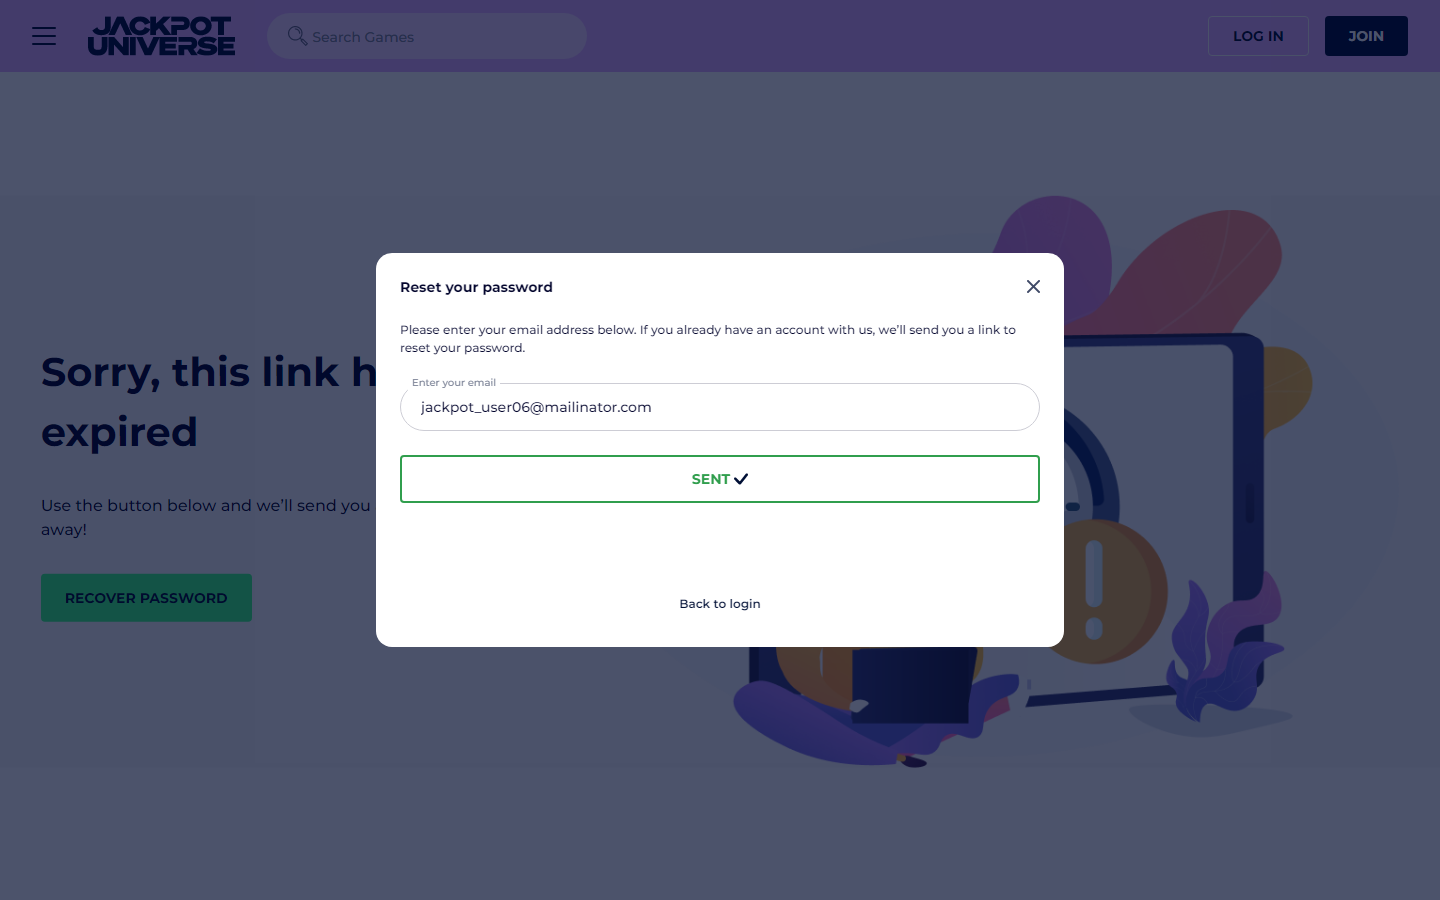 JACKPOT
UNIVERSE
Search Games
LOG IN
JOIN
Reset your password
Please enter your email address below. If you already have an account with us, we'll send you a link to
reset your password.
Enter your email
jackpot_user06@mailinator.com
SENT
Back to login
Sorry, this link h
expired
Use the button below and we'll send you
away!
RECOVER PASSWORD